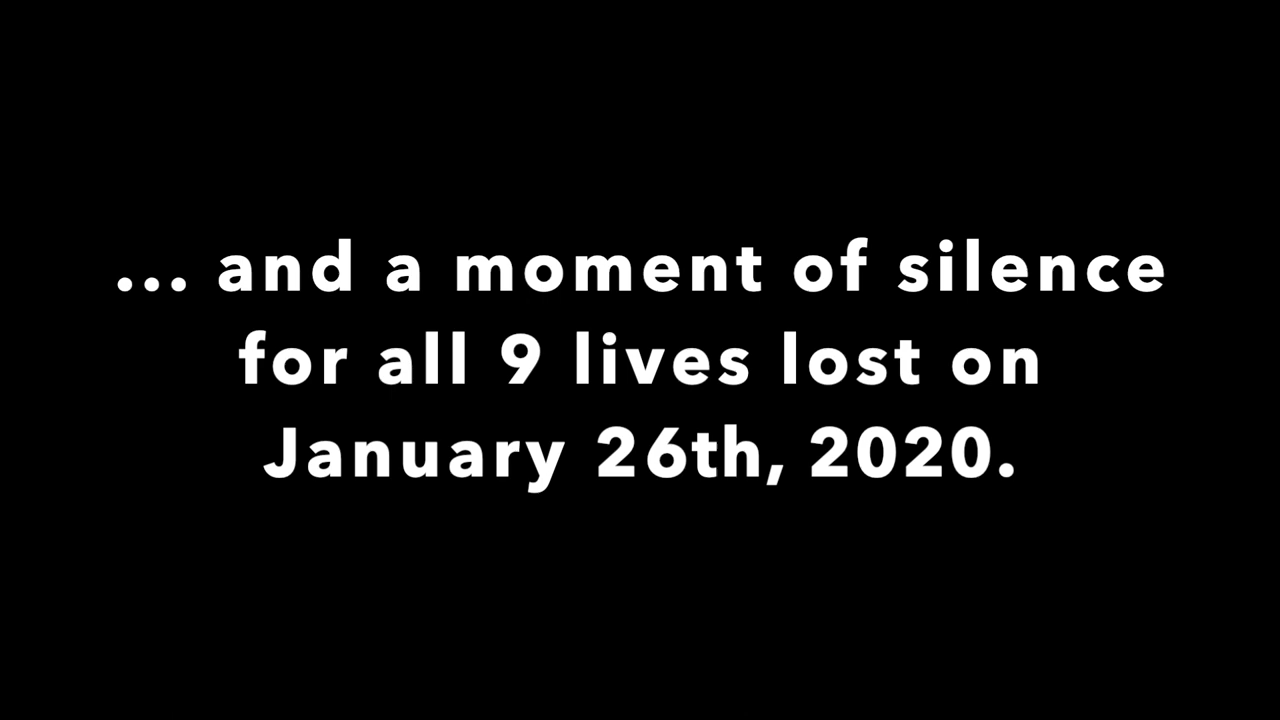 ... and a moment of silence
for all 9 lives lost on
January 26th, 2020.